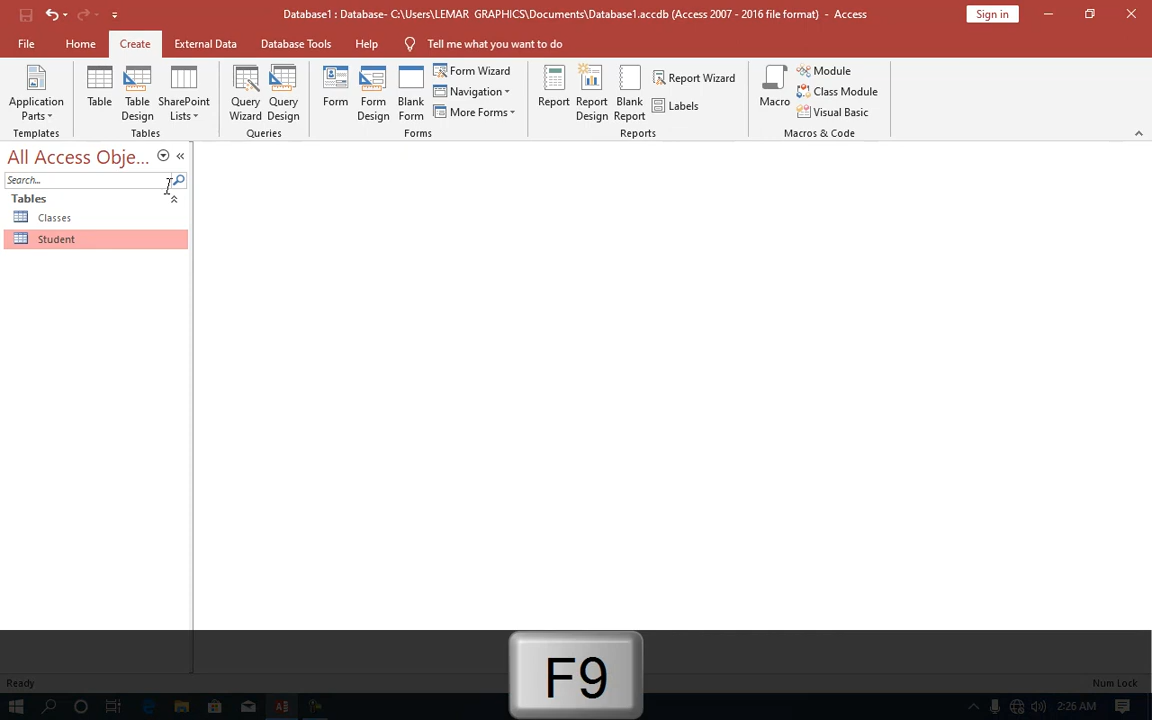 Database1 : Database- C:\Users\LEMAR GRAPHICS\Documents\Database1.accdb (Access 2007 - 2016 file format) - Access
Sign in
File
Home
Create
External Data
Database Tools
Help
Tell me what you want to do
Application Parts
Table
Table Design
SharePoint Lists
Query Wizard
Query Design
Form
Form Design
Blank Form
Form Wizard
Navigation
More Forms
Report
Report Design
Blank Report
Report Wizard
Labels
Macro
Module
Class Module
Visual Basic
Templates
Tables
Queries
Forms
Reports
Macros & Code
All Access Obje...
Search...
Tables
Classes
Student
F9
Ready
Num Lock
2:26 AM